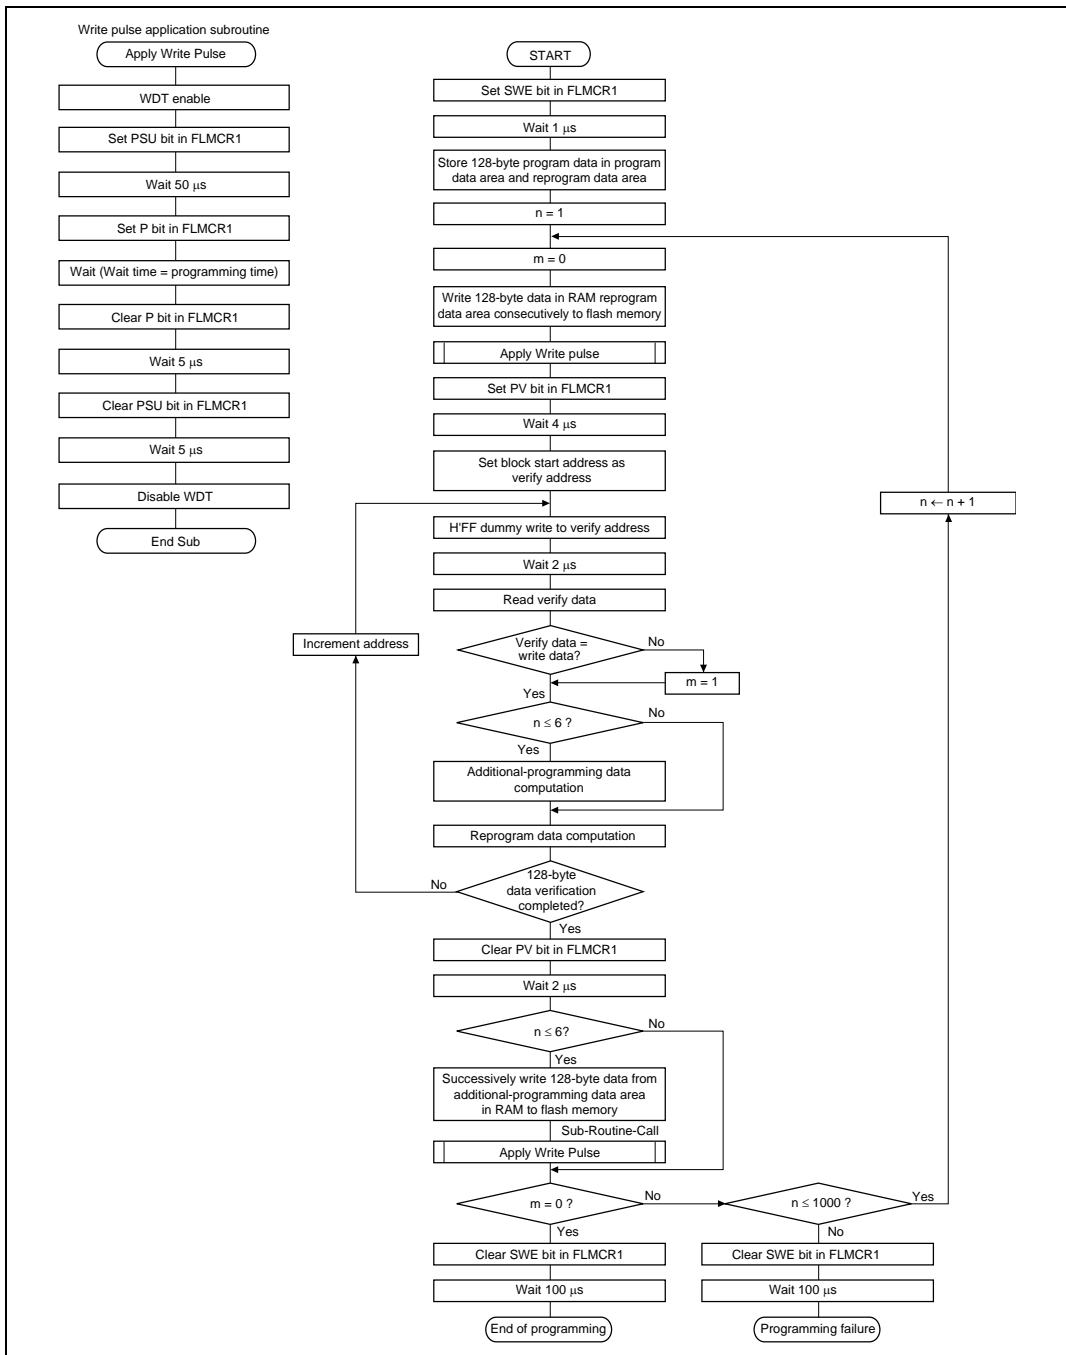 Write pulse application subroutine
Apply Write Pulse
WDT enable
Set PSU bit in FLMCR1
Wait 50 μs
Set P bit in FLMCR1
Wait (Wait time = programming time)
Clear P bit in FLMCR1
Wait 5 μs
Clear PSU bit in FLMCR1
Wait 5 μs
Disable WDT
End Sub
START
Set SWE bit in FLMCR1
Wait 1 μs
Store 128-byte program data in program
data area and reprogram data area
n = 1
m = 0
Write 128-byte data in RAM reprogram
data area consecutively to flash memory
Apply Write pulse
Set PV bit in FLMCR1
Wait 4 μs
Set block start address as
verify address
n ← n + 1
H'FF dummy write to verify address
Wait 2 μs
Read verify data
Increment address
Verify data =
write data?
No
m = 1
Yes
n ≤ 6 ?
No
Yes
Additional-programming data
computation
Reprogram data computation
128-byte
data verification
completed?
No
Yes
Clear PV bit in FLMCR1
Wait 2 μs
n ≤ 6?
No
Yes
Successively write 128-byte data from
additional-programming data area
in RAM to flash memory
Sub-Routine-Call
Apply Write Pulse
m = 0 ?
No
n ≤ 1000 ?
Yes
Yes
No
Clear SWE bit in FLMCR1
Clear SWE bit in FLMCR1
Wait 100 μs
Wait 100 μs
End of programming
Programming failure